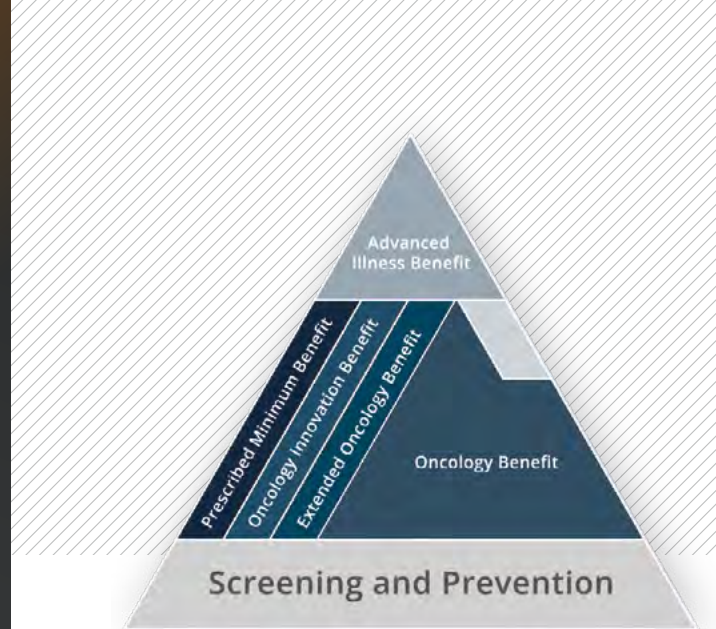 Advanced
Illness Benefit
Prescribed Minimum Benefit
Oncology Innovation Benefit
Extended Oncology Benefit
Oncology Benefit
Screening and Prevention